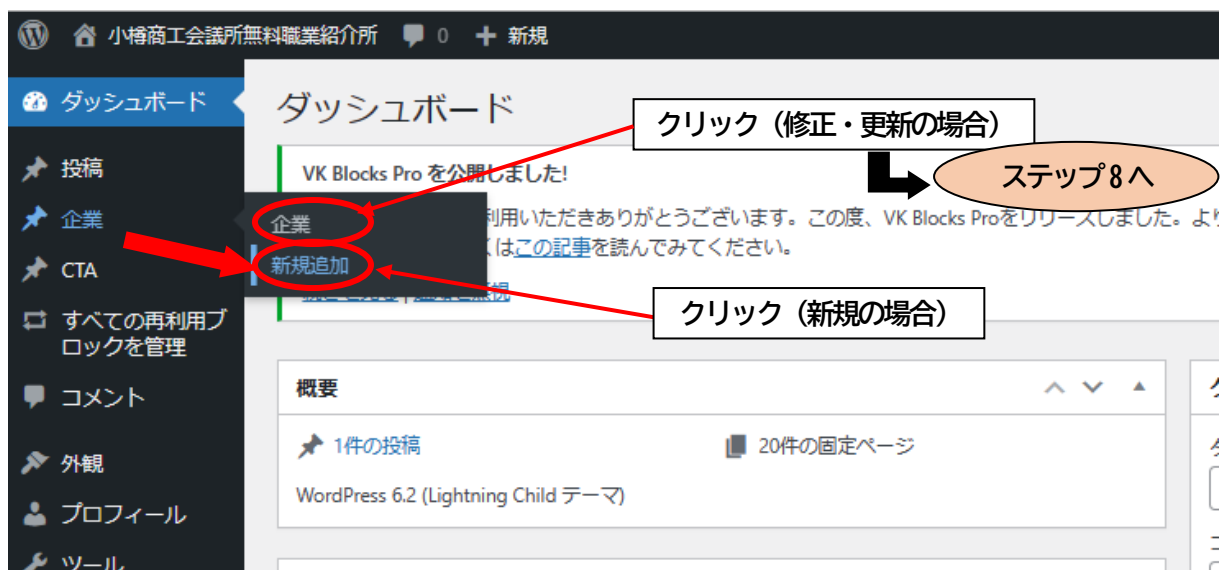 小樽商工会議所無料職業紹介所 0 + 新規
ダッシュボード
投稿
企業
企業
新規追加
CTA
すべての再利用ブ
ロックを管理
コメント
外観
プロフィール
ツール
ダッシュボード
クリック（修正・更新の場合）
ステップ８へ
VK Blocks Pro を公開しました!
利用いただきありがとうございます。この度、VK Blocks Proをリリースしました。よ
くはこの記事を読んでみてください。
クリック（新規の場合）
概要
1件の投稿
20件の固定ページ
WordPress 6.2 (Lightning Child テーマ)